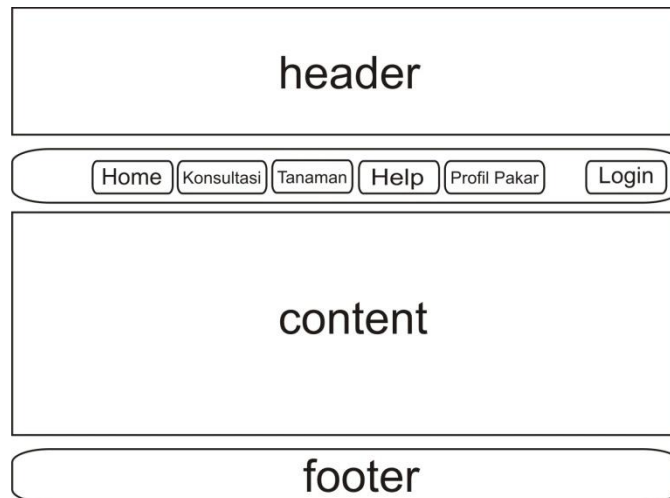 header
Home Konsultasi Tanaman Help Profil Pakar Login
content
footer